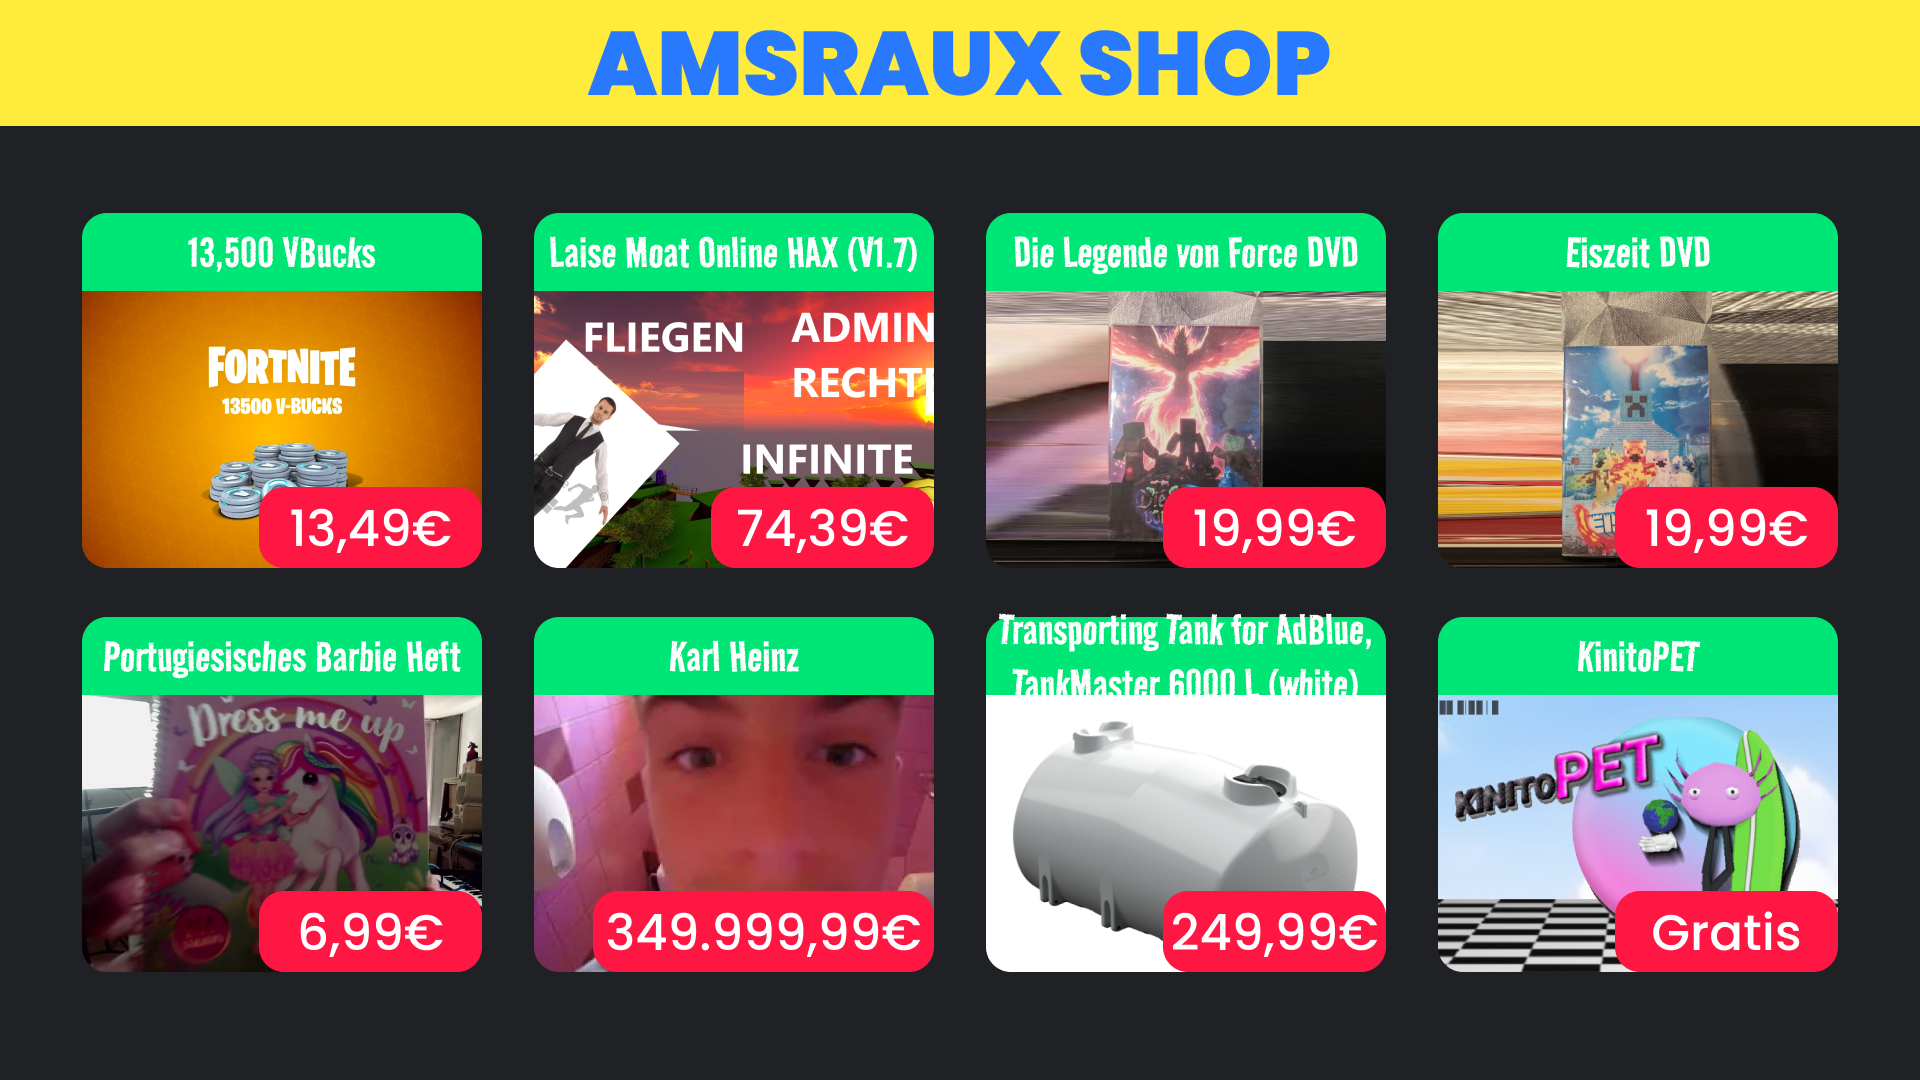 AMSRAUX SHOP
13,500 VBucks
FORTNITE
13500 V-BUCKS
13,49€
Laise Moat Online HAX (V1.7)
FLIEGEN
ADMIN
RECHTE
INFINITE
74,39€
Die Legende von Force DVD
19,99€
Eiszeit DVD
19,99€
Portugiesisches Barbie Heft
Dress me up
6,99€
Karl Heinz
349.999,99€
Transporting Tank for AdBlue,
TankMaster 6000 L (white)
249,99€
KinitoPET
KINITOPET
Gratis